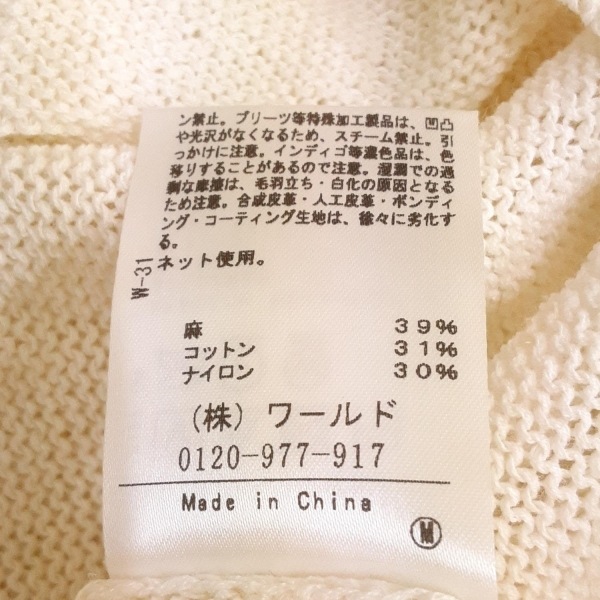 ン禁止。プリーツ等特殊加工製品は、凹凸
や光沢がなくなるため、スチーム禁止。引
っかけに注意。インディゴ等濃色品は、色
移りすることがあるので注意。湿潤での過
剰な摩擦は、毛羽立ち・白化の原因となる
ため注意。合成皮革・人工皮革・ボンディ
ング・コーティング生地は、徐々に劣化す
る。
ネット使用。
W-31
麻 39%
コットン 31%
ナイロン 30%
(株) ワールド
0120-977-917
Made in China
M